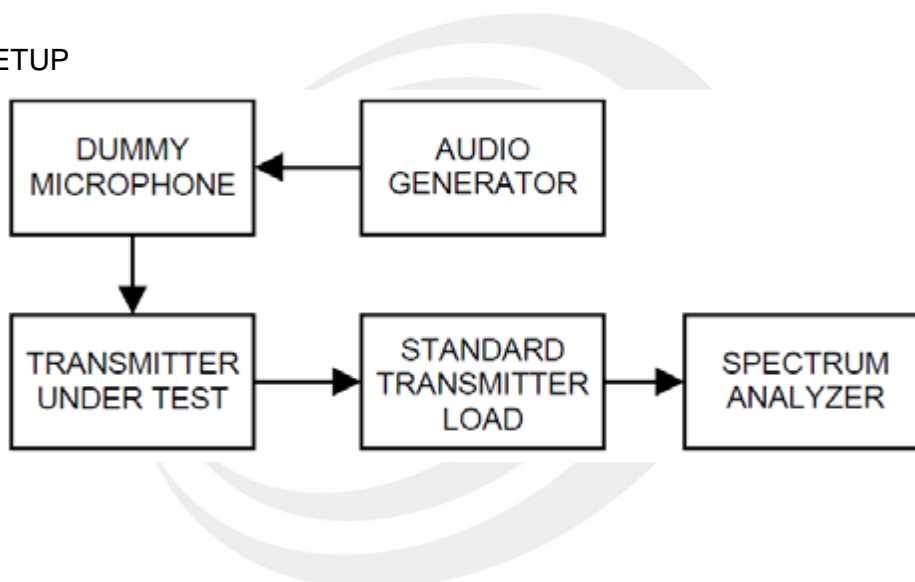 ETUP
DUMMY
MICROPHONE
AUDIO
GENERATOR
TRANSMITTER
UNDER TEST
STANDARD
TRANSMITTER
LOAD
SPECTRUM
ANALYZER